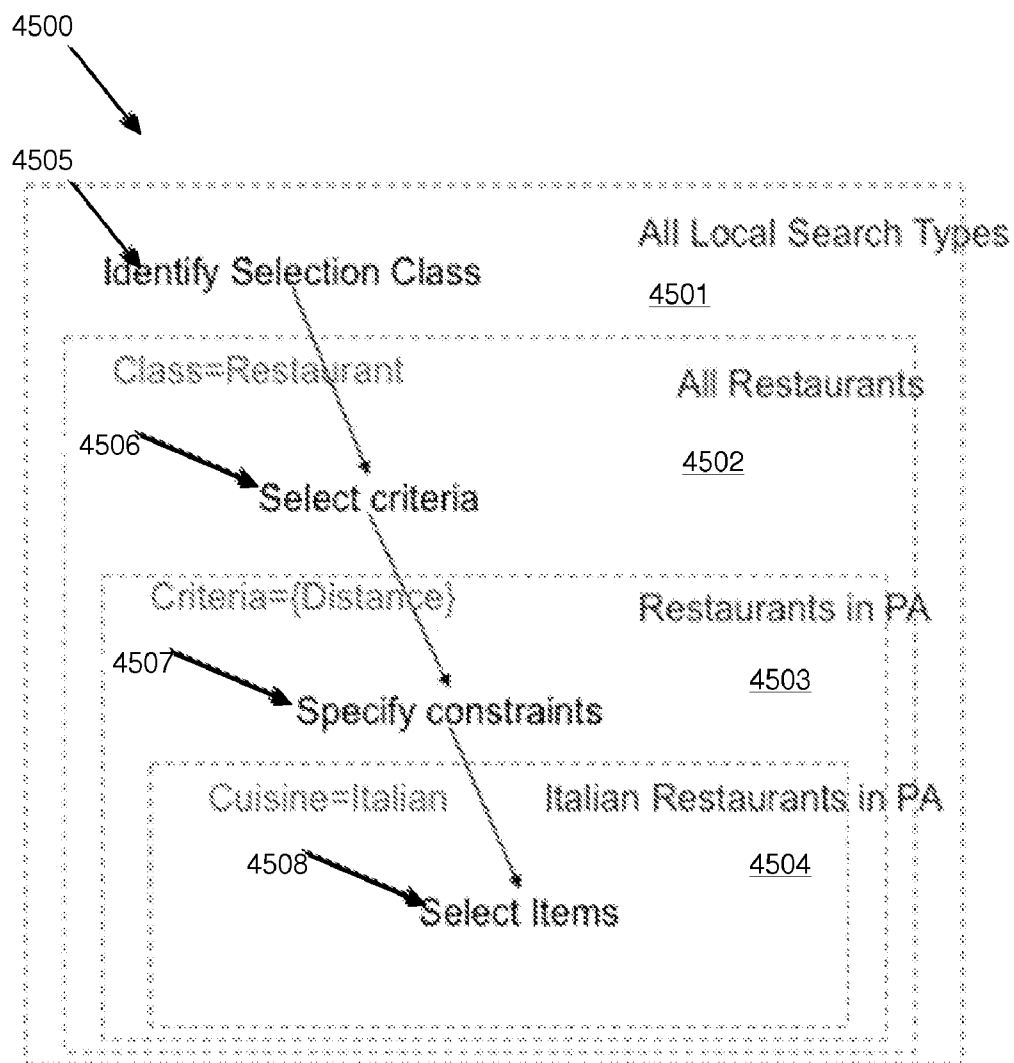 4500
4505
All Local Search Types
Identify Selection Class
4501
Class=Restaurant
All Restaurants
4506
4502
Select criteria
Criteria={Distance}
Restaurants in PA
4507
4503
Specify constraints
Cuisine=Italian
Italian Restaurants in PA
4508
4504
Select Items